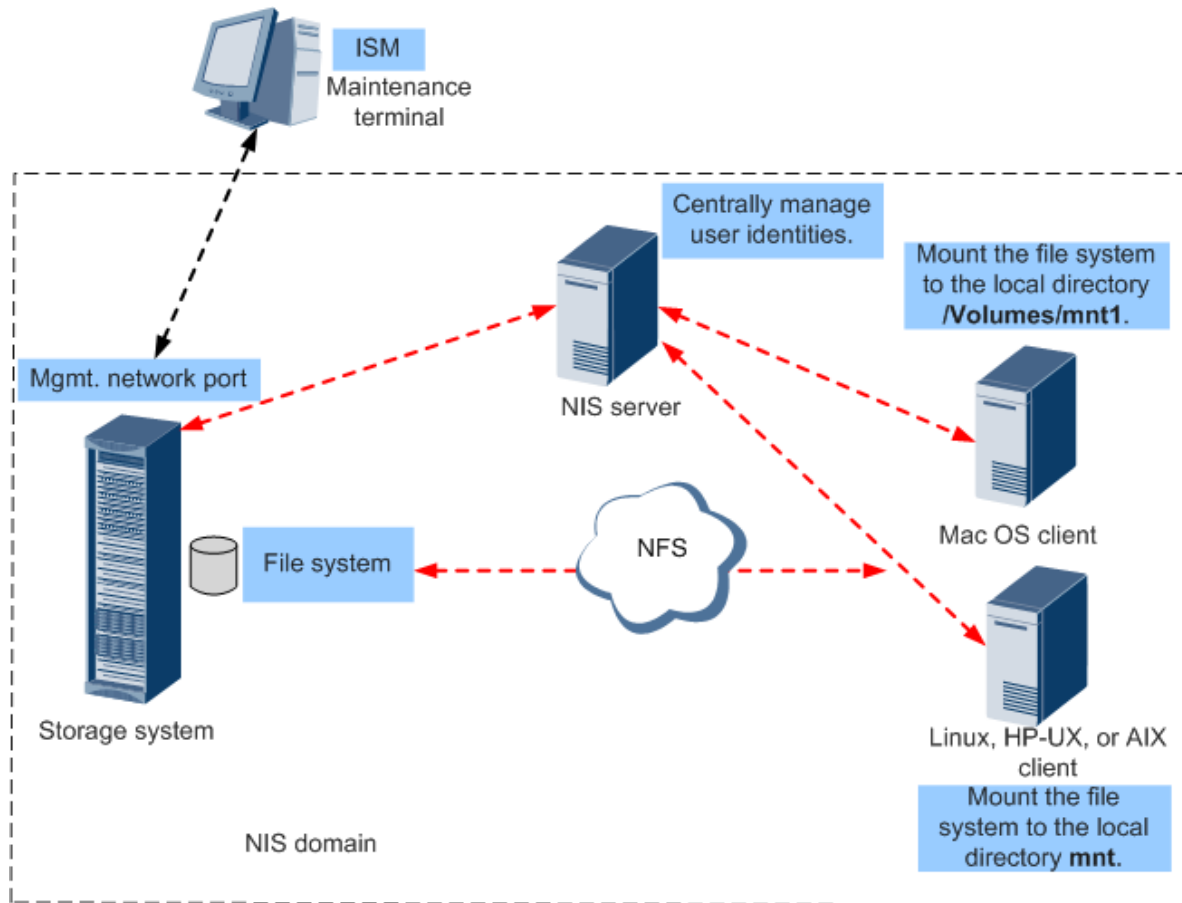 ISM
Maintenance
terminal
Centrally manage
user identities.
Mount the file system
to the local directory
/Volumes/mnt1.
Mgmt. network port
NIS server
Mac OS client
NFS
File system
Storage system
Linux, HP-UX, or AIX
client
Mount the file
system to the local
directory mnt.
NIS domain